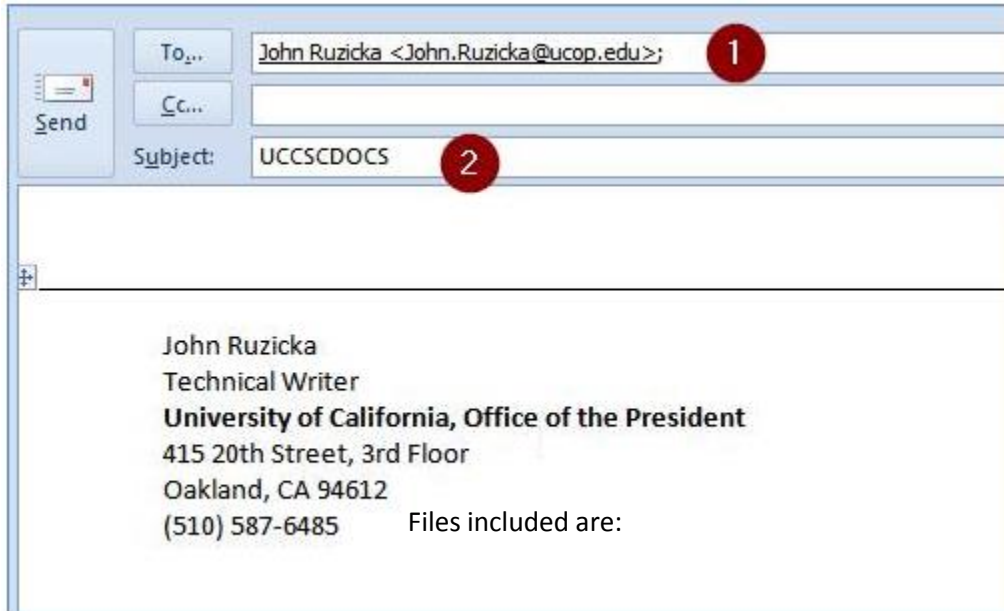 To... John Ruzicka <John.Ruzicka@ucop.edu>; 1
Cc...
Send
Subject: UCCSCDOCS 2
John Ruzicka
Technical Writer
University of California, Office of the President
415 20th Street, 3rd Floor
Oakland, CA 94612
(510) 587-6485 Files included are: